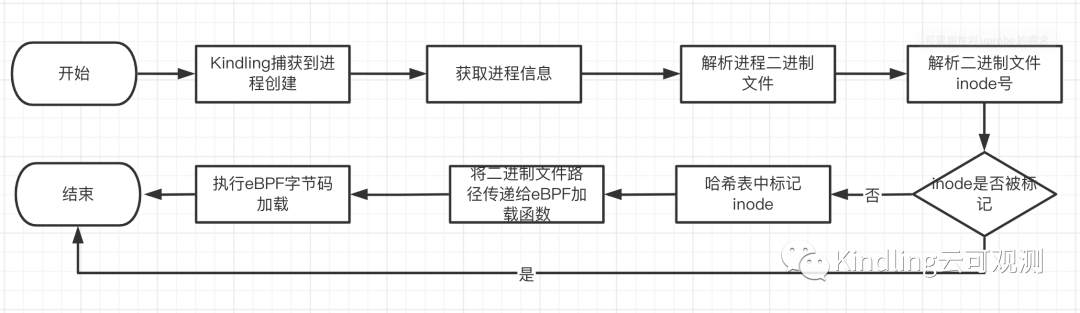 开始
Kindling捕获到进
程创建
获取进程信息
解析进程二进制
文件
解析二进制文件
inode号
inode是否被标
记
否
哈希表中标记
inode
将二进制文件路
径传递给eBPF加
载函数
执行eBPF字节码
加载
结束
是
Kindling云可观测